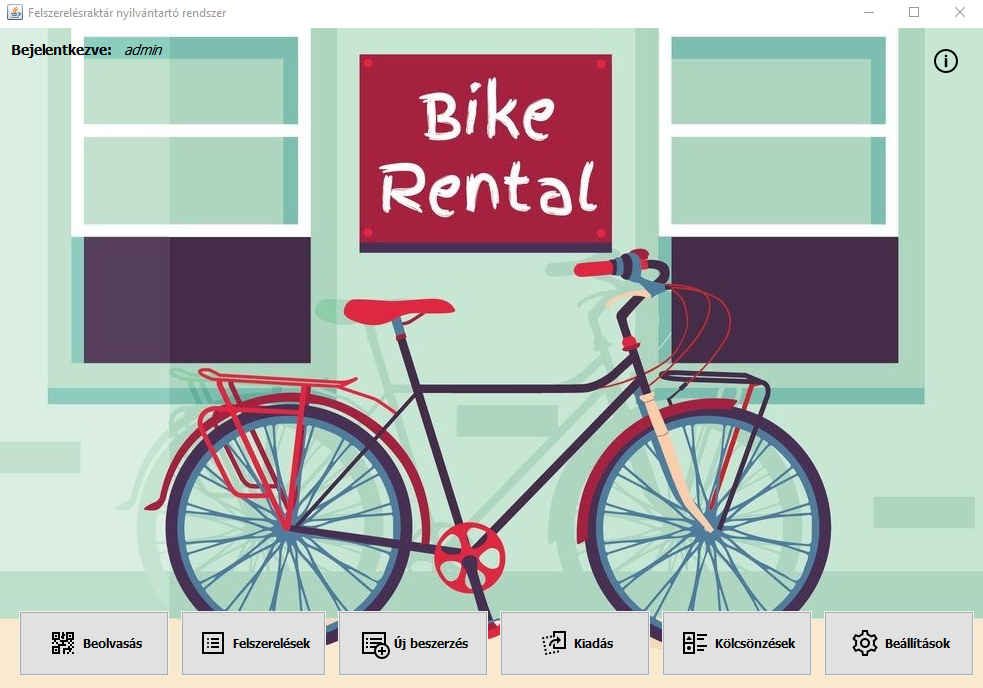 Felszerelésraktár nyilvántartó rendszer
Bejelentkezve: admin
Bike
Rental
Beolvasás
Felszerelések
Új beszerzés
Kiadás
Kölcsönzések
Beállítások